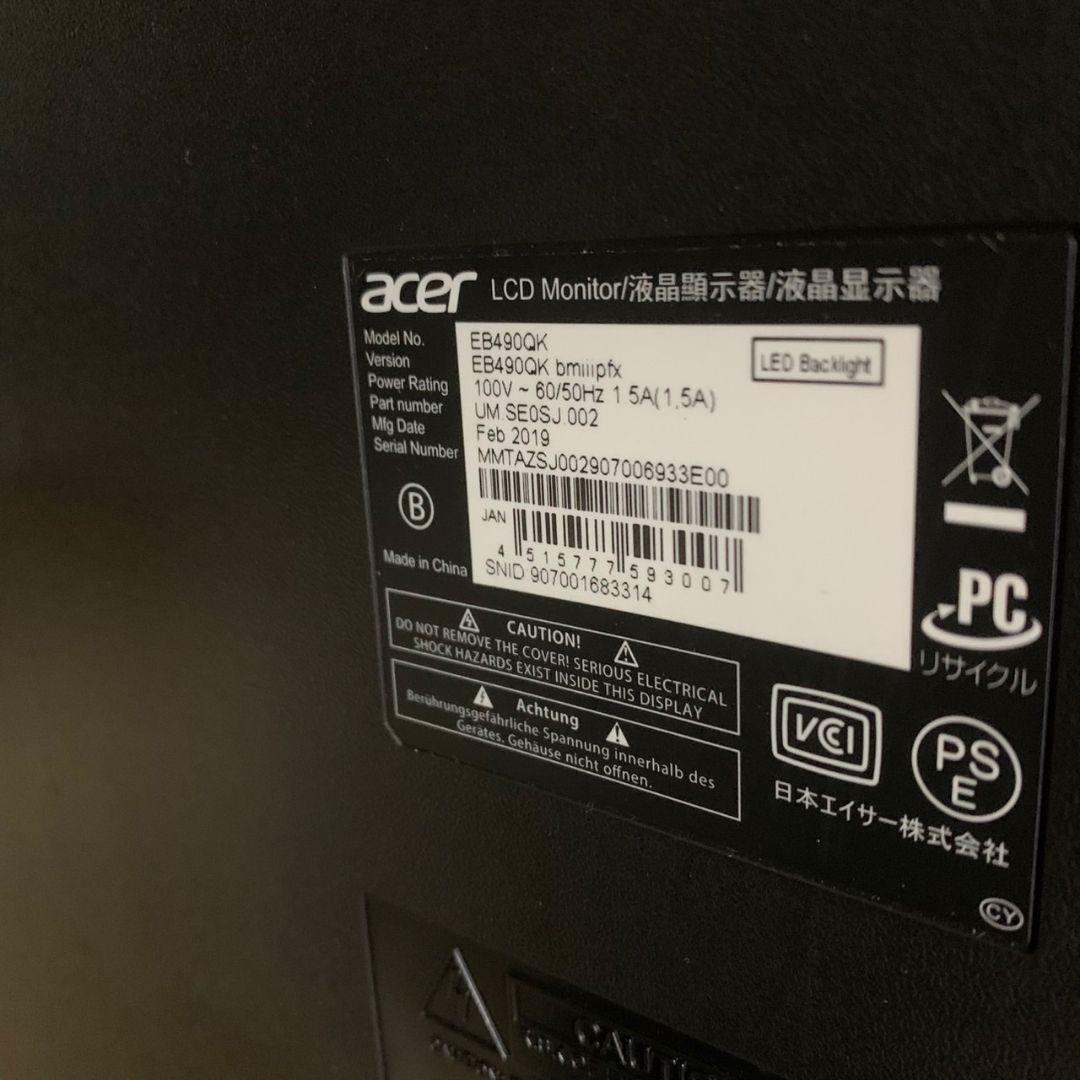 acer LCD Monitor/液晶顯示器/液晶显示器
Model No. EB490QK
Version EB490QK bmiiipfx
Power Rating 100V ~ 60/50Hz 1.5A(1.5A)
Part number UM.SE0SJ.002
Mfg Date Feb 2019
Serial Number MMTAZSJ002907006933E00
LED Backlight
B
JAN
4 515777 593007
SNID 907001683314
Made in China
PC
リサイクル
CAUTION!
DO NOT REMOVE THE COVER! SERIOUS ELECTRICAL
SHOCK HAZARDS EXIST INSIDE THIS DISPLAY
Achtung
Berührungsgefährliche Spannung innerhalb des
Gerätes. Gehäuse nicht öffnen.
VCI
PS
E
日本エイサー株式会社
CY